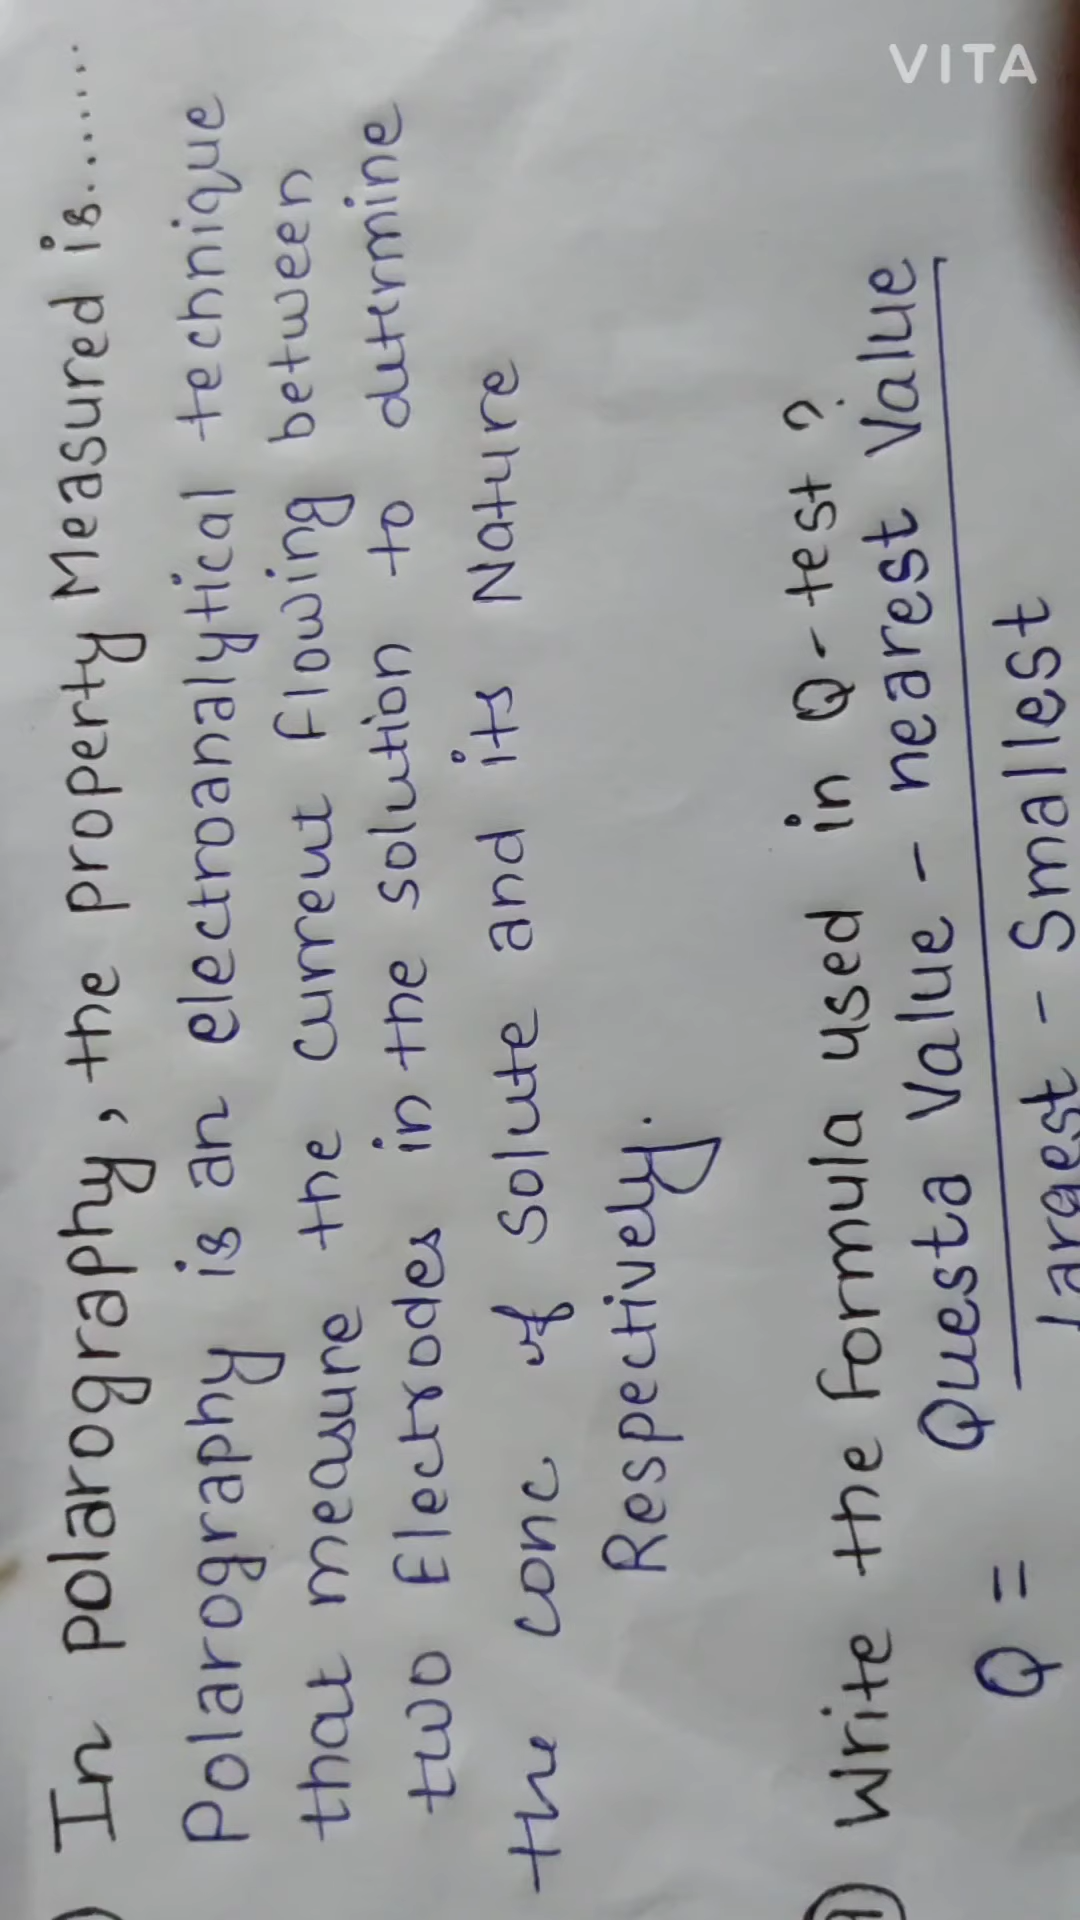 VITA
In polarography, the property Measured is.......
Polarography is an electroanalytical technique
that measure the current flowing between
two Electrodes in the solution to dutermine
the conc of Solute and its Nature
Respectively.
Write the formula used in Q-test?
Q = Questa Value - nearest Value
Largest - Smallest